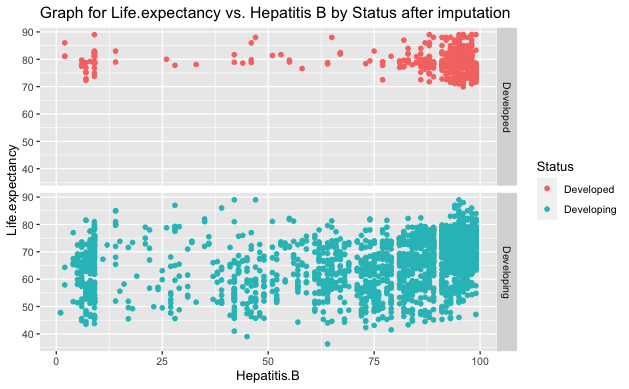 Graph for Life.expectancy vs. Hepatitis B by Status after imputation
90
80
70
60
50
40
Developed
90
80
70
60
50
40
Developing
Life.expectancy
0 25 50 75 100
Hepatitis.B
Status
Developed
Developing